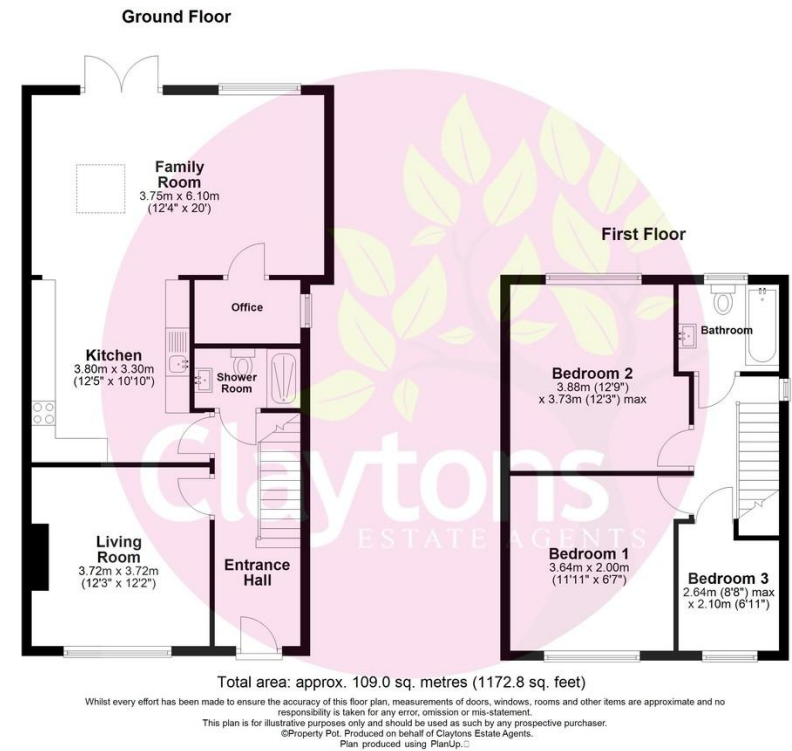 Ground Floor
Family
Room
3.75m x 6.10m
(12'4" x 20')
First Floor
Office
Kitchen
3.80m x 3.30m
(12'5" x 10'10")
Shower
Room
Bathroom
Bedroom 2
3.88m (12'9")
x 3.73m (12'3") max
Claytons
ESTATE AGENTS
Living
Room
3.72m x 3.72m
(12'3" x 12'2")
Entrance
Hall
Bedroom 1
3.64m x 2.00m
(11'11" x 6'7")
Bedroom 3
2.64m (8'8") max
x 2.10m (6'11")
Total area: approx. 109.0 sq. metres (1172.8 sq. feet)
Whilst every effort has been made to ensure the accuracy of this floor plan, measurements of doors, windows, rooms and other items are approximate and no
responsibility is taken for any error, omission or mis-statement.
This plan is for illustrative purposes only and should be used as such by any prospective purchaser.
©Property Pot. Produced on behalf of Claytons Estate Agents.
Plan produced using PlanUp.